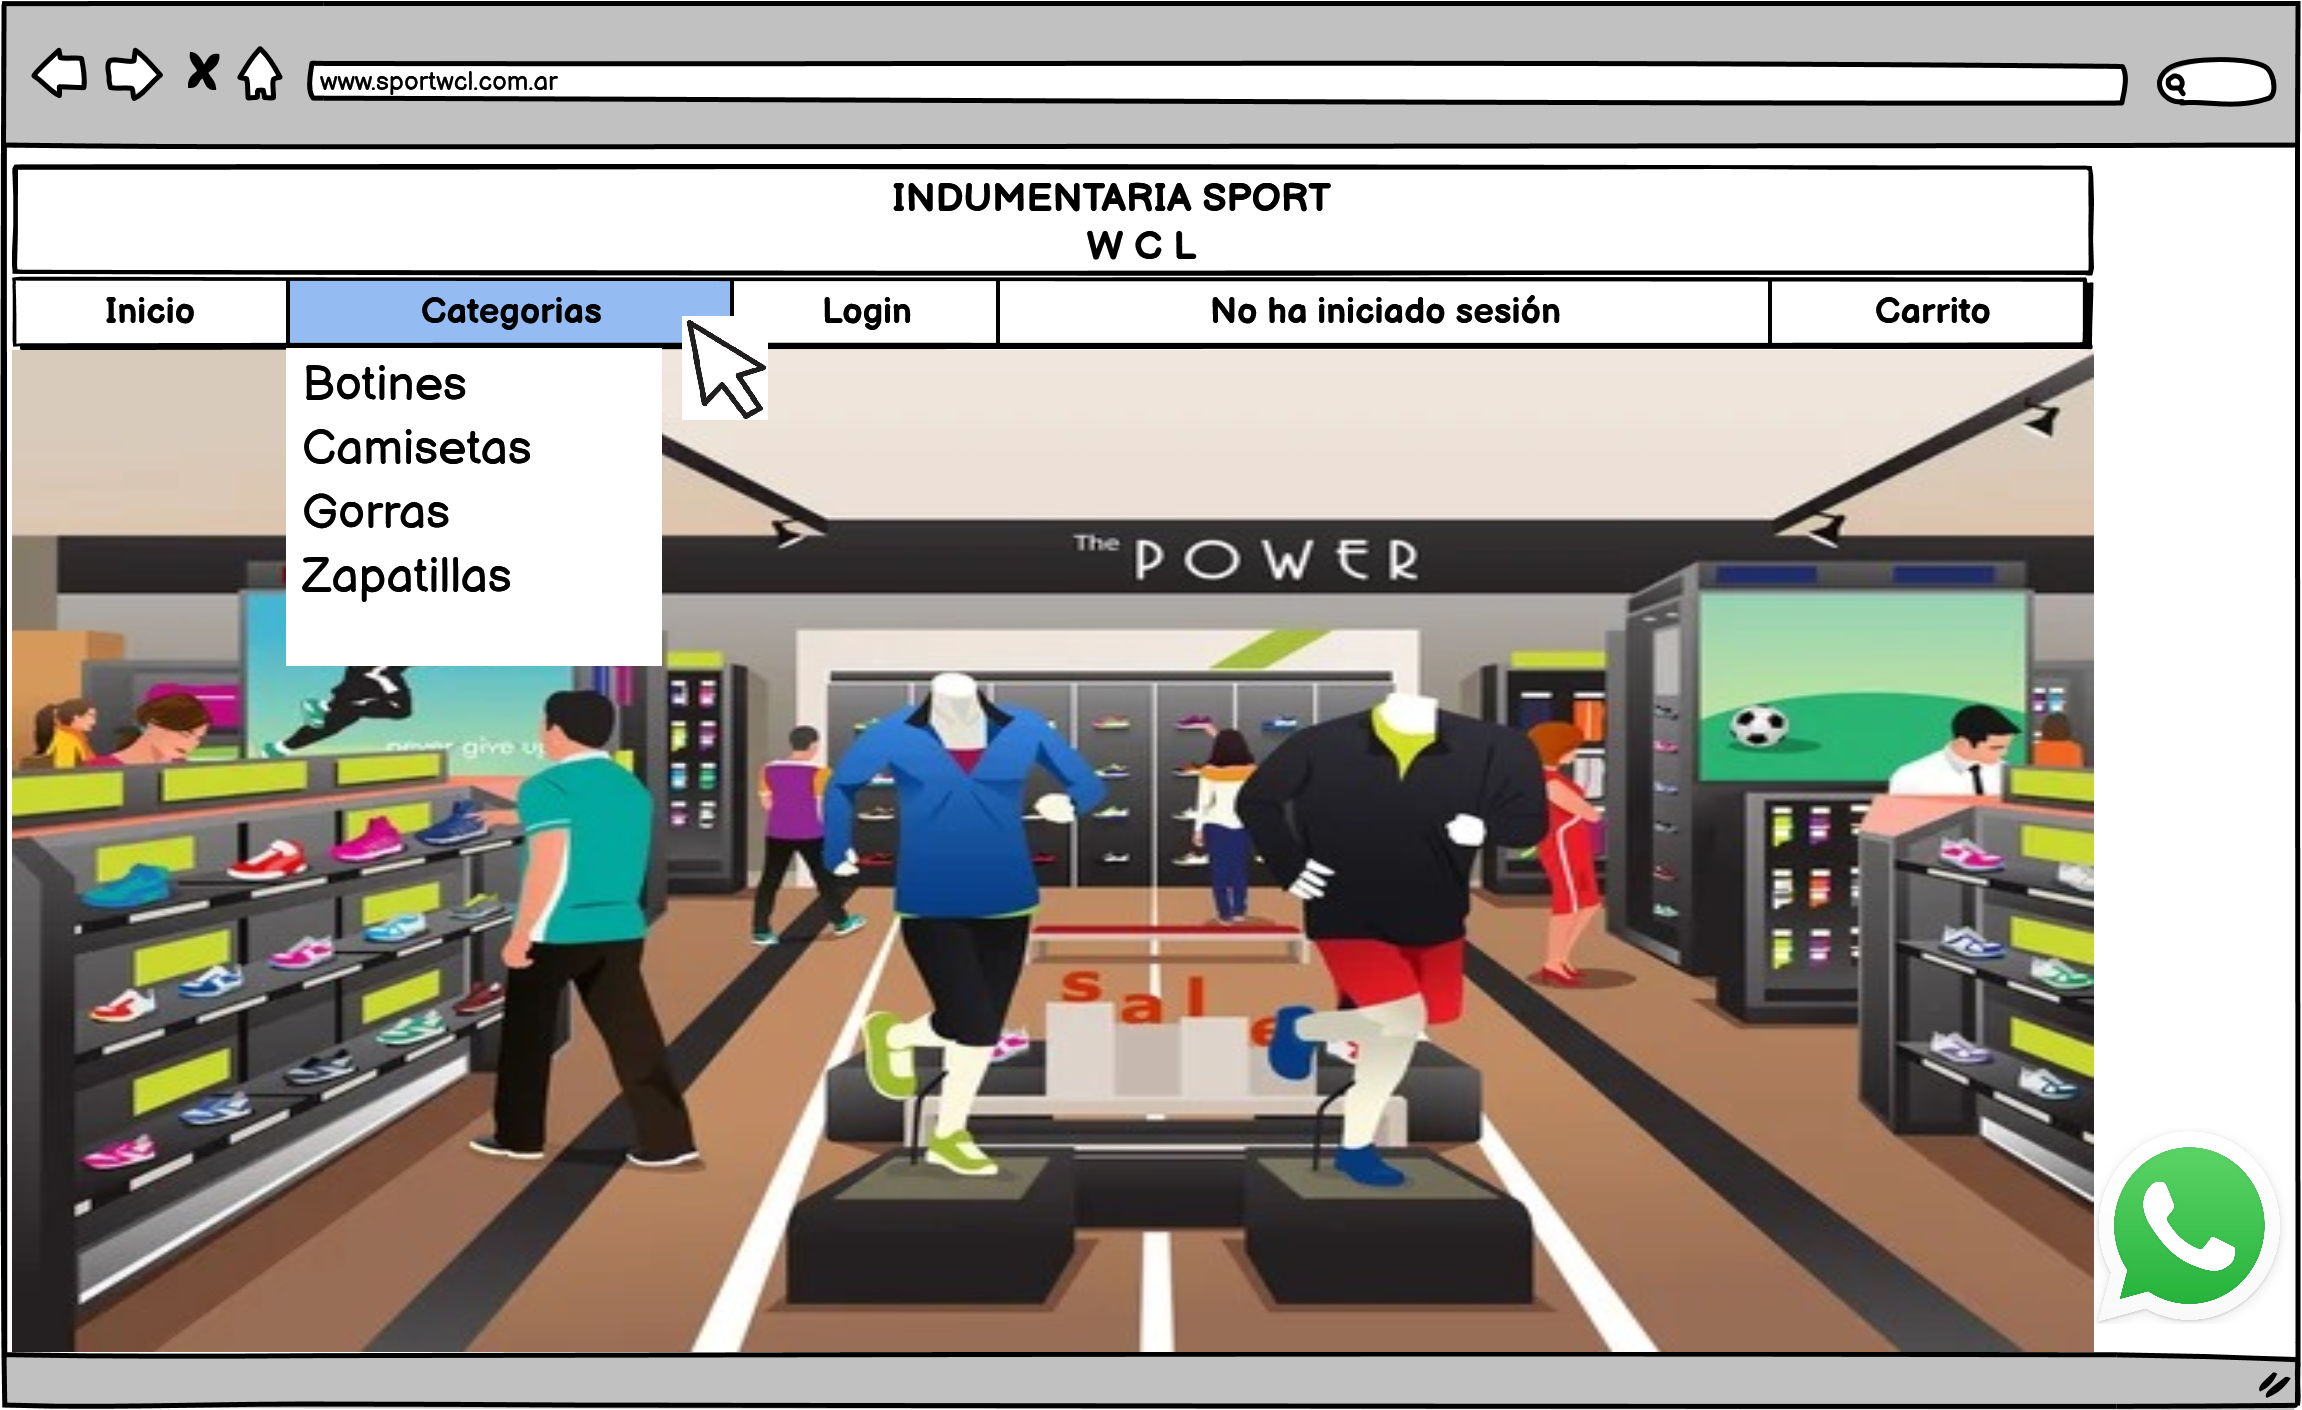 www.sportwcl.com.ar
INDUMENTARIA SPORT
W C L
Inicio
Categorias
Login
No ha iniciado sesión
Carrito
Botines
Camisetas
Gorras
Zapatillas
The POWER
never give up
sale